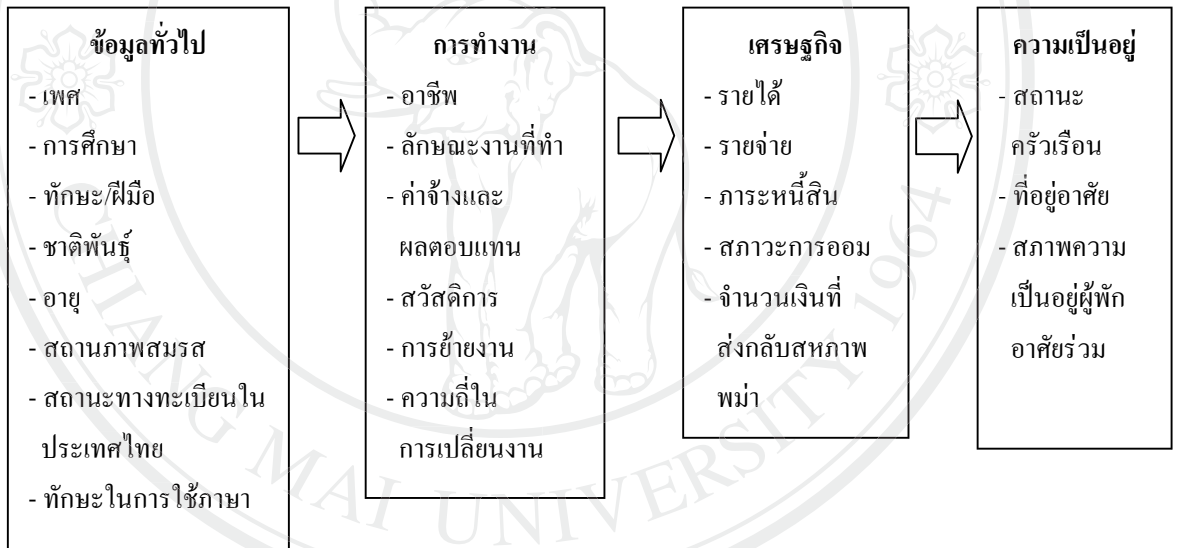 ข้อมูลทั่วไป
- เพศ
- การศึกษา
- ทักษะ/ฝีมือ
- ชาติพันธุ์
- อายุ
- สถานภาพสมรส
- สถานะทางทะเบียนใน
ประเทศไทย
- ทักษะในการใช้ภาษา
การทำงาน
- อาชีพ
- ลักษณะงานที่ทำ
- ค่าจ้างและ
ผลตอบแทน
- สวัสดิการ
- การย้ายงาน
- ความถี่ใน
การเปลี่ยนงาน
เศรษฐกิจ
- รายได้
- รายจ่าย
- ภาระหนี้สิน
- สภาวะการออม
- จำนวนเงินที่
ส่งกลับสหภาพ
พม่า
ความเป็นอยู่
- สถานะ
ครัวเรือน
- ที่อยู่อาศัย
- สภาพความ
เป็นอยู่ผู้พัก
อาศัยร่วม
CHIANG MAI UNIVERSITY 1964